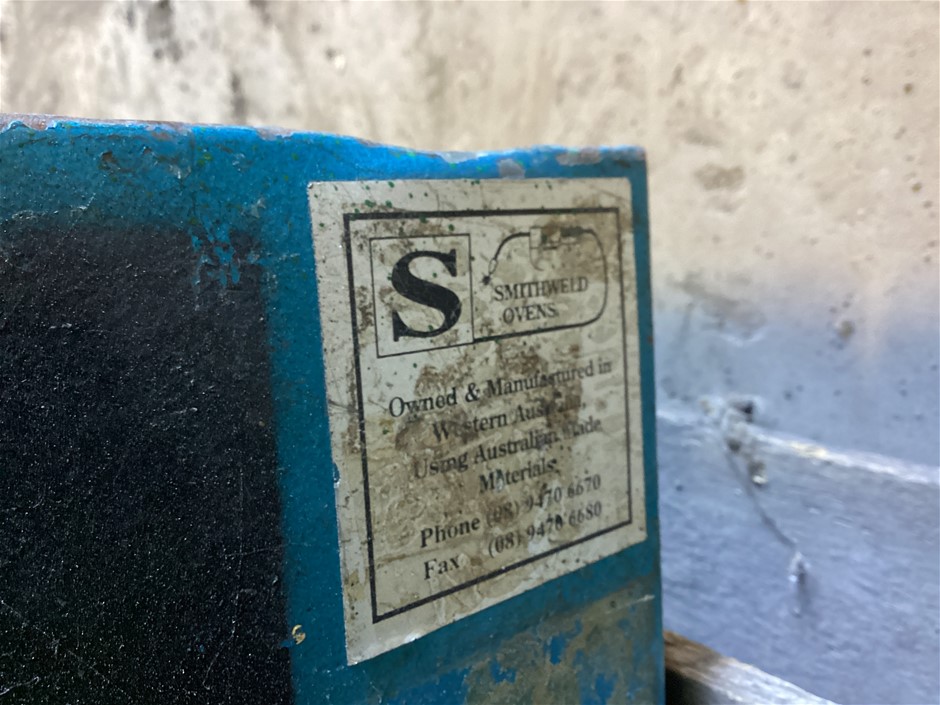 S
SMITHWELD
OVENS.
Owned & Manufactured in
Western Australia,
Using Australian Made
Materials.
Phone (08) 9470 6670
Fax (08) 9470 6680